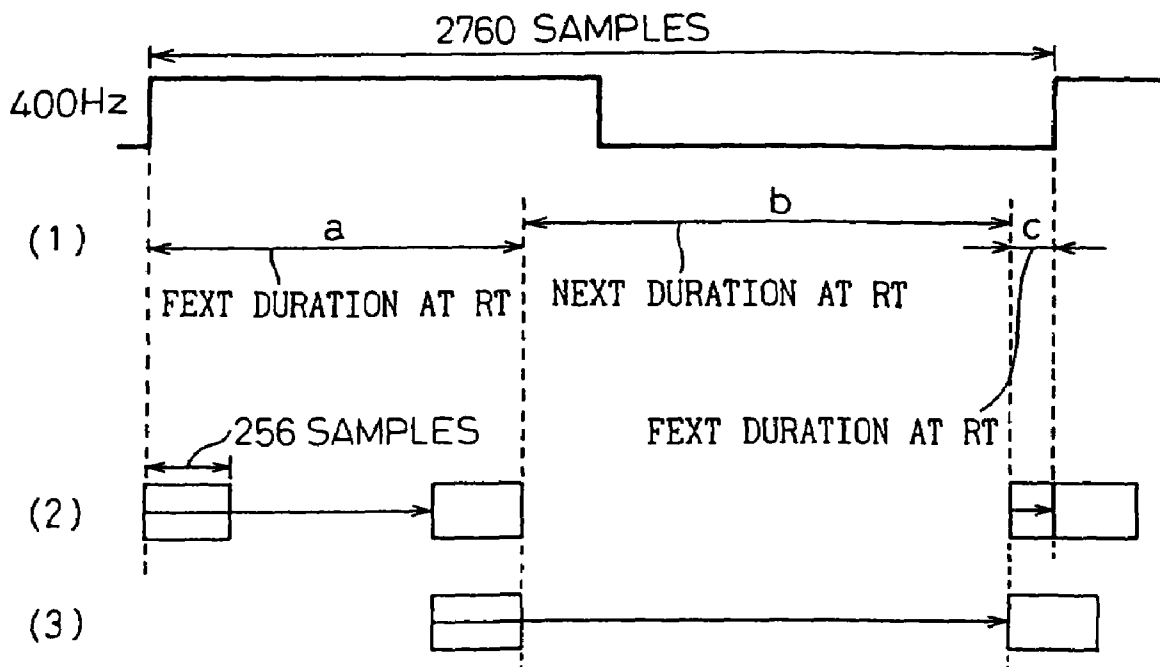 2760 SAMPLES
400Hz
(1)
a
b
c
FEXT DURATION AT RT
NEXT DURATION AT RT
FEXT DURATION AT RT
256 SAMPLES
(2)
(3)